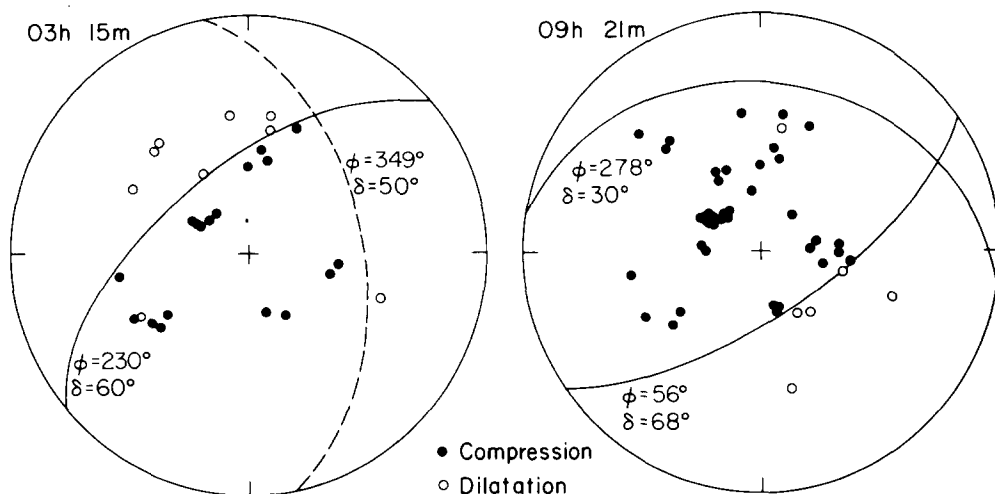 03h 15m
09h 21m
ϕ=349°
δ=50°
ϕ=278°
δ=30°
ϕ=230°
δ=60°
ϕ=56°
δ=68°
● Compression
○ Dilatation